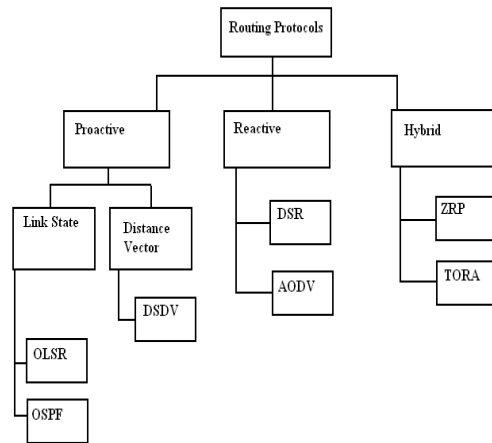 Routing Protocols
Proactive
Reactive
Hybrid
Link State
Distance
Vector
DSR
ZRP
AODV
TORA
DSDV
OLSR
OSPF